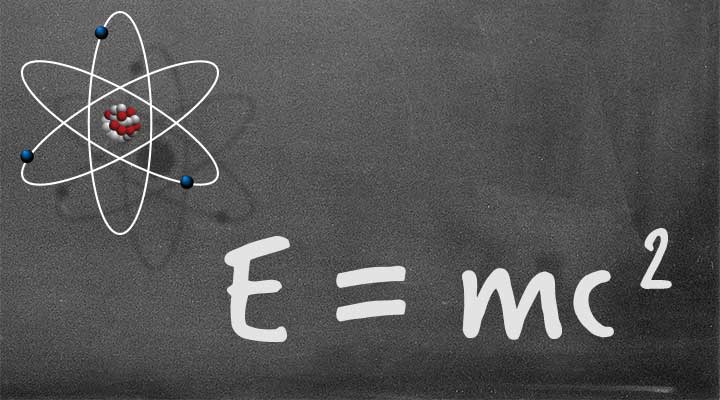 E = mc²